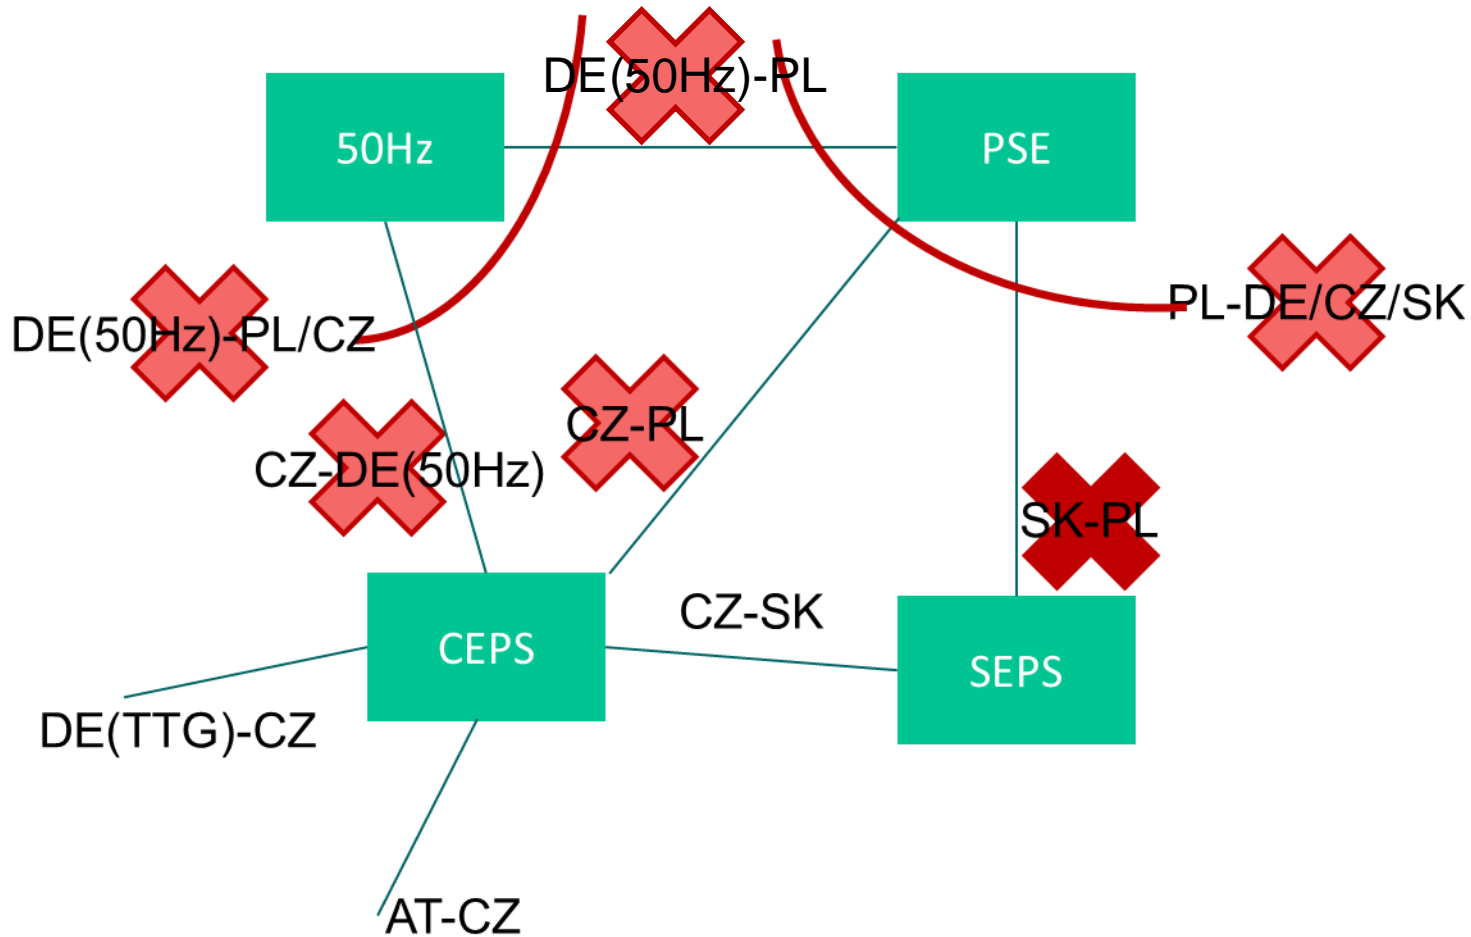 DE(50Hz)-PL
50Hz
PSE
PL-DE/CZ/SK
DE(50Hz)-PL/CZ
CZ-PL
CZ-DE(50Hz)
SK-PL
CZ-SK
CEPS
SEPS
DE(TTG)-CZ
AT-CZ